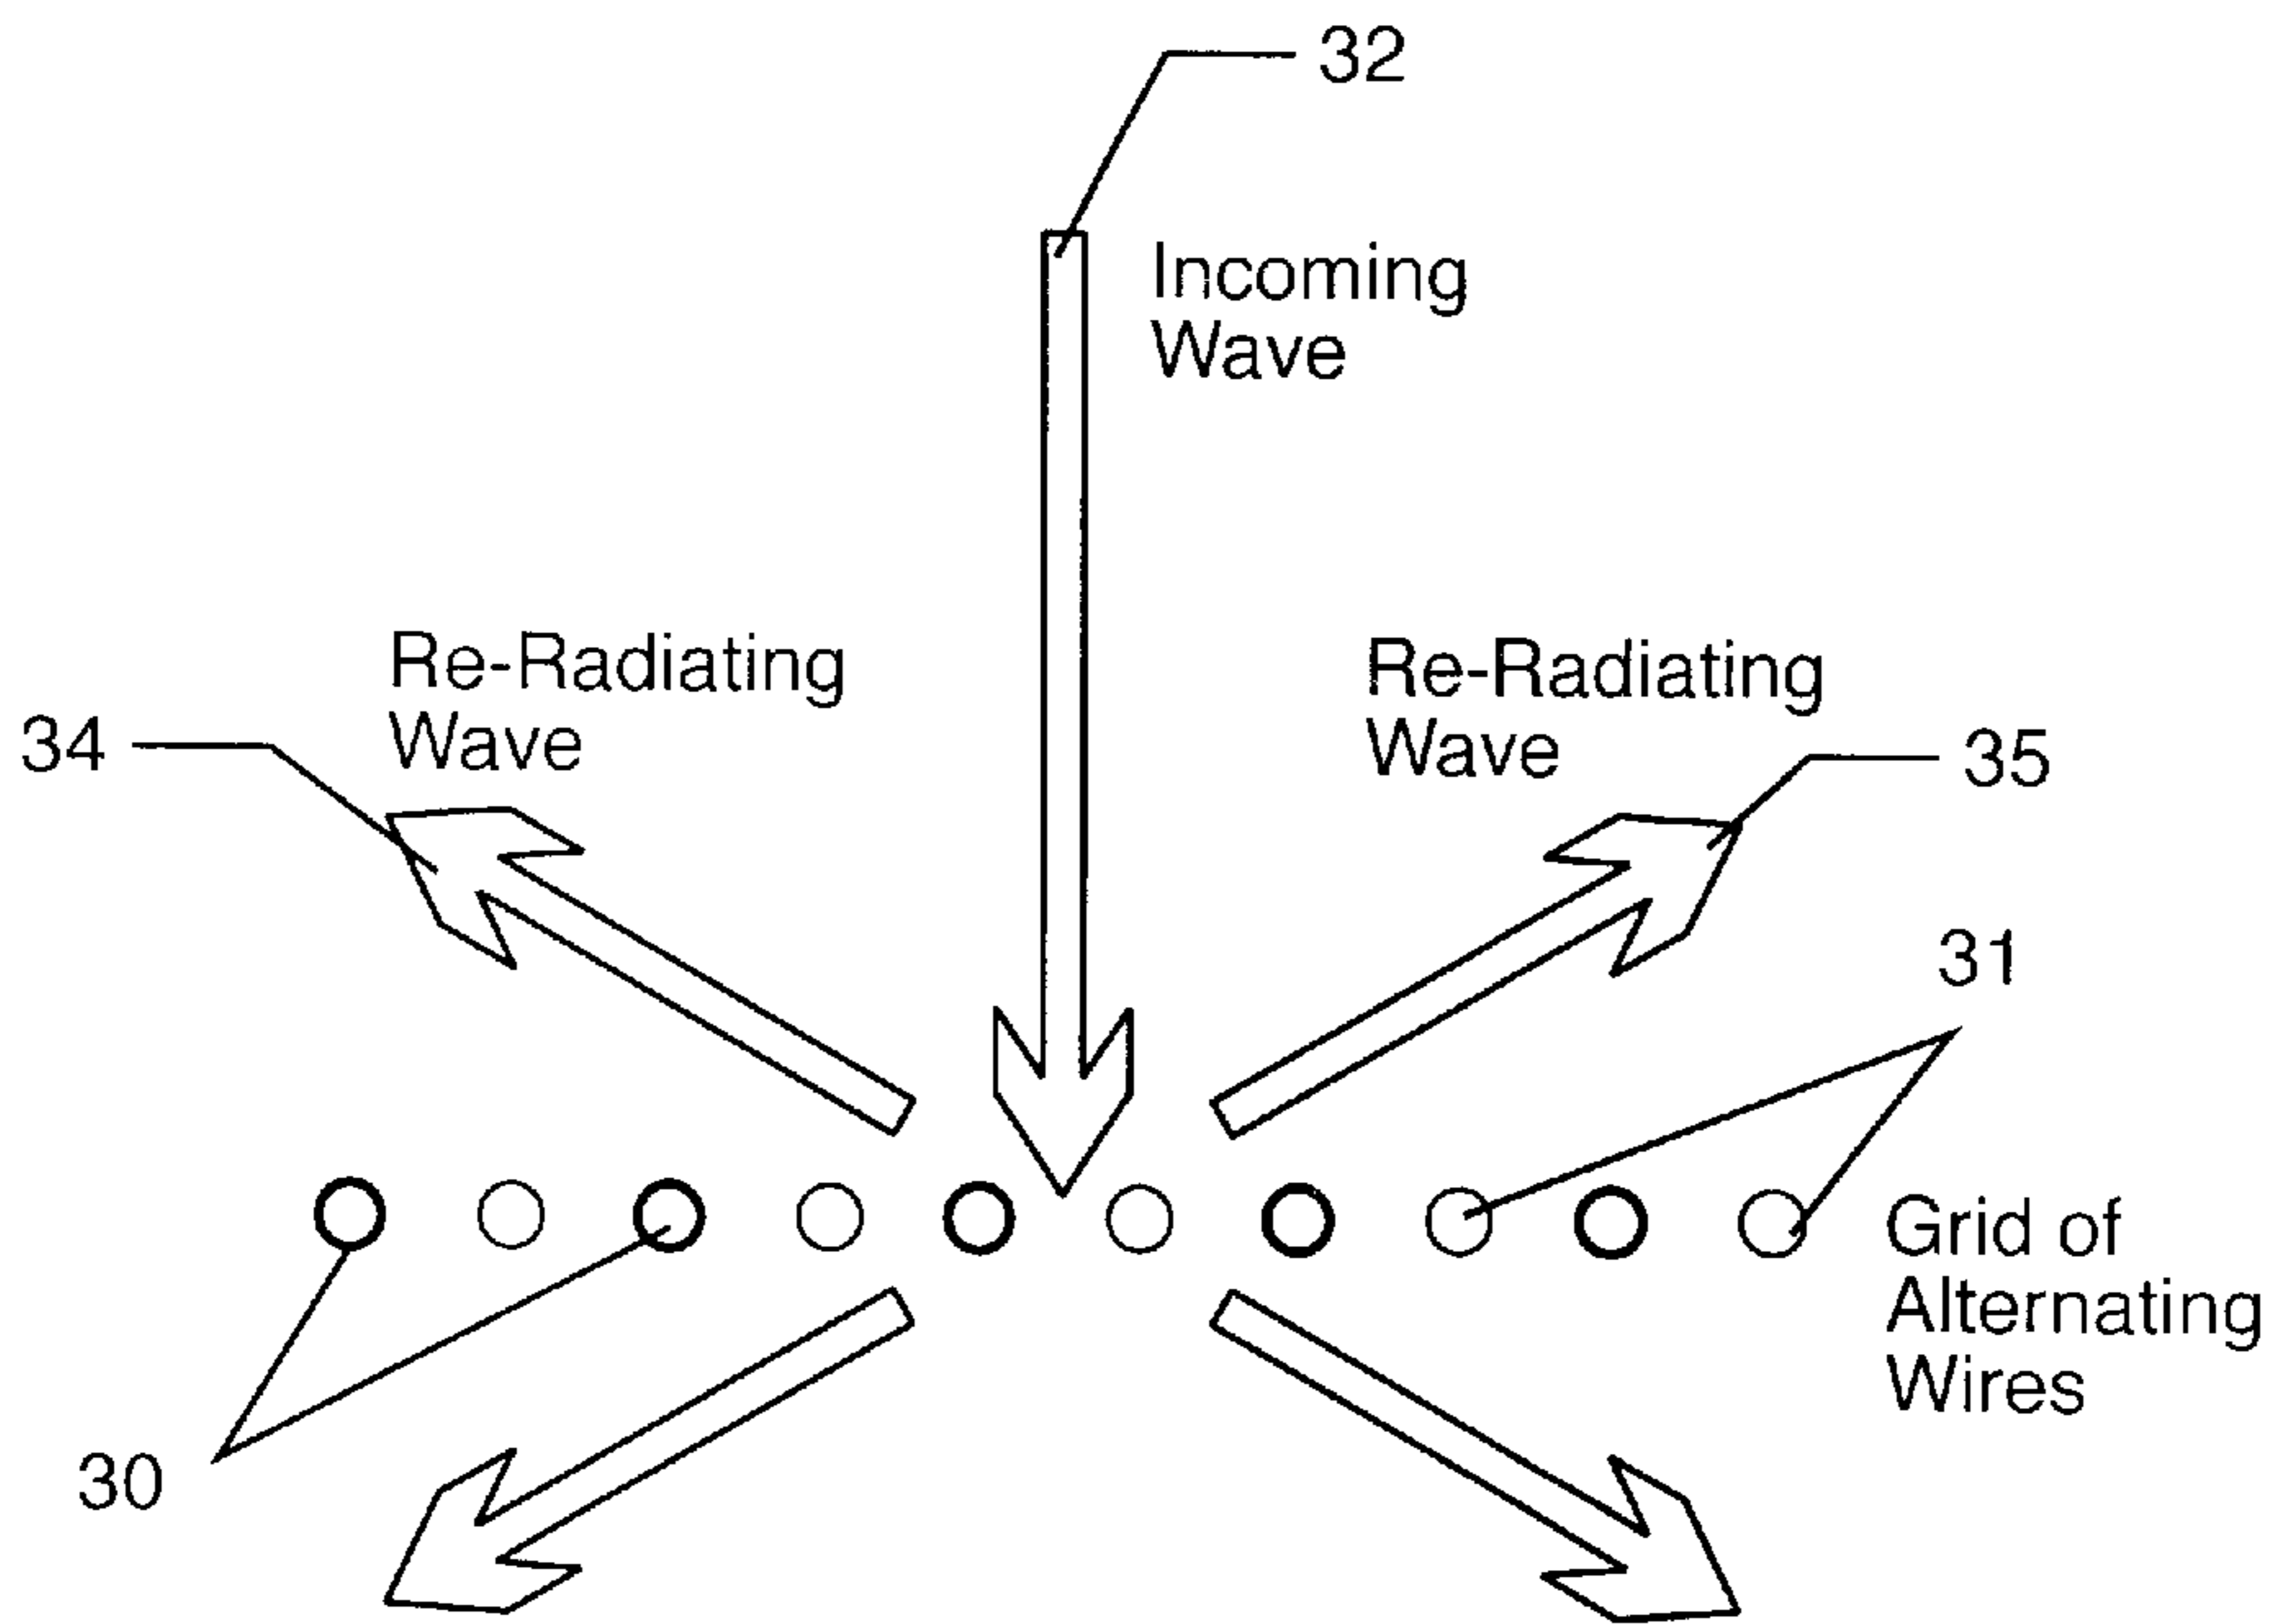 32
Incoming
Wave
Re-Radiating
Wave
Re-Radiating
Wave
34
35
31
Grid of
Alternating
Wires
30